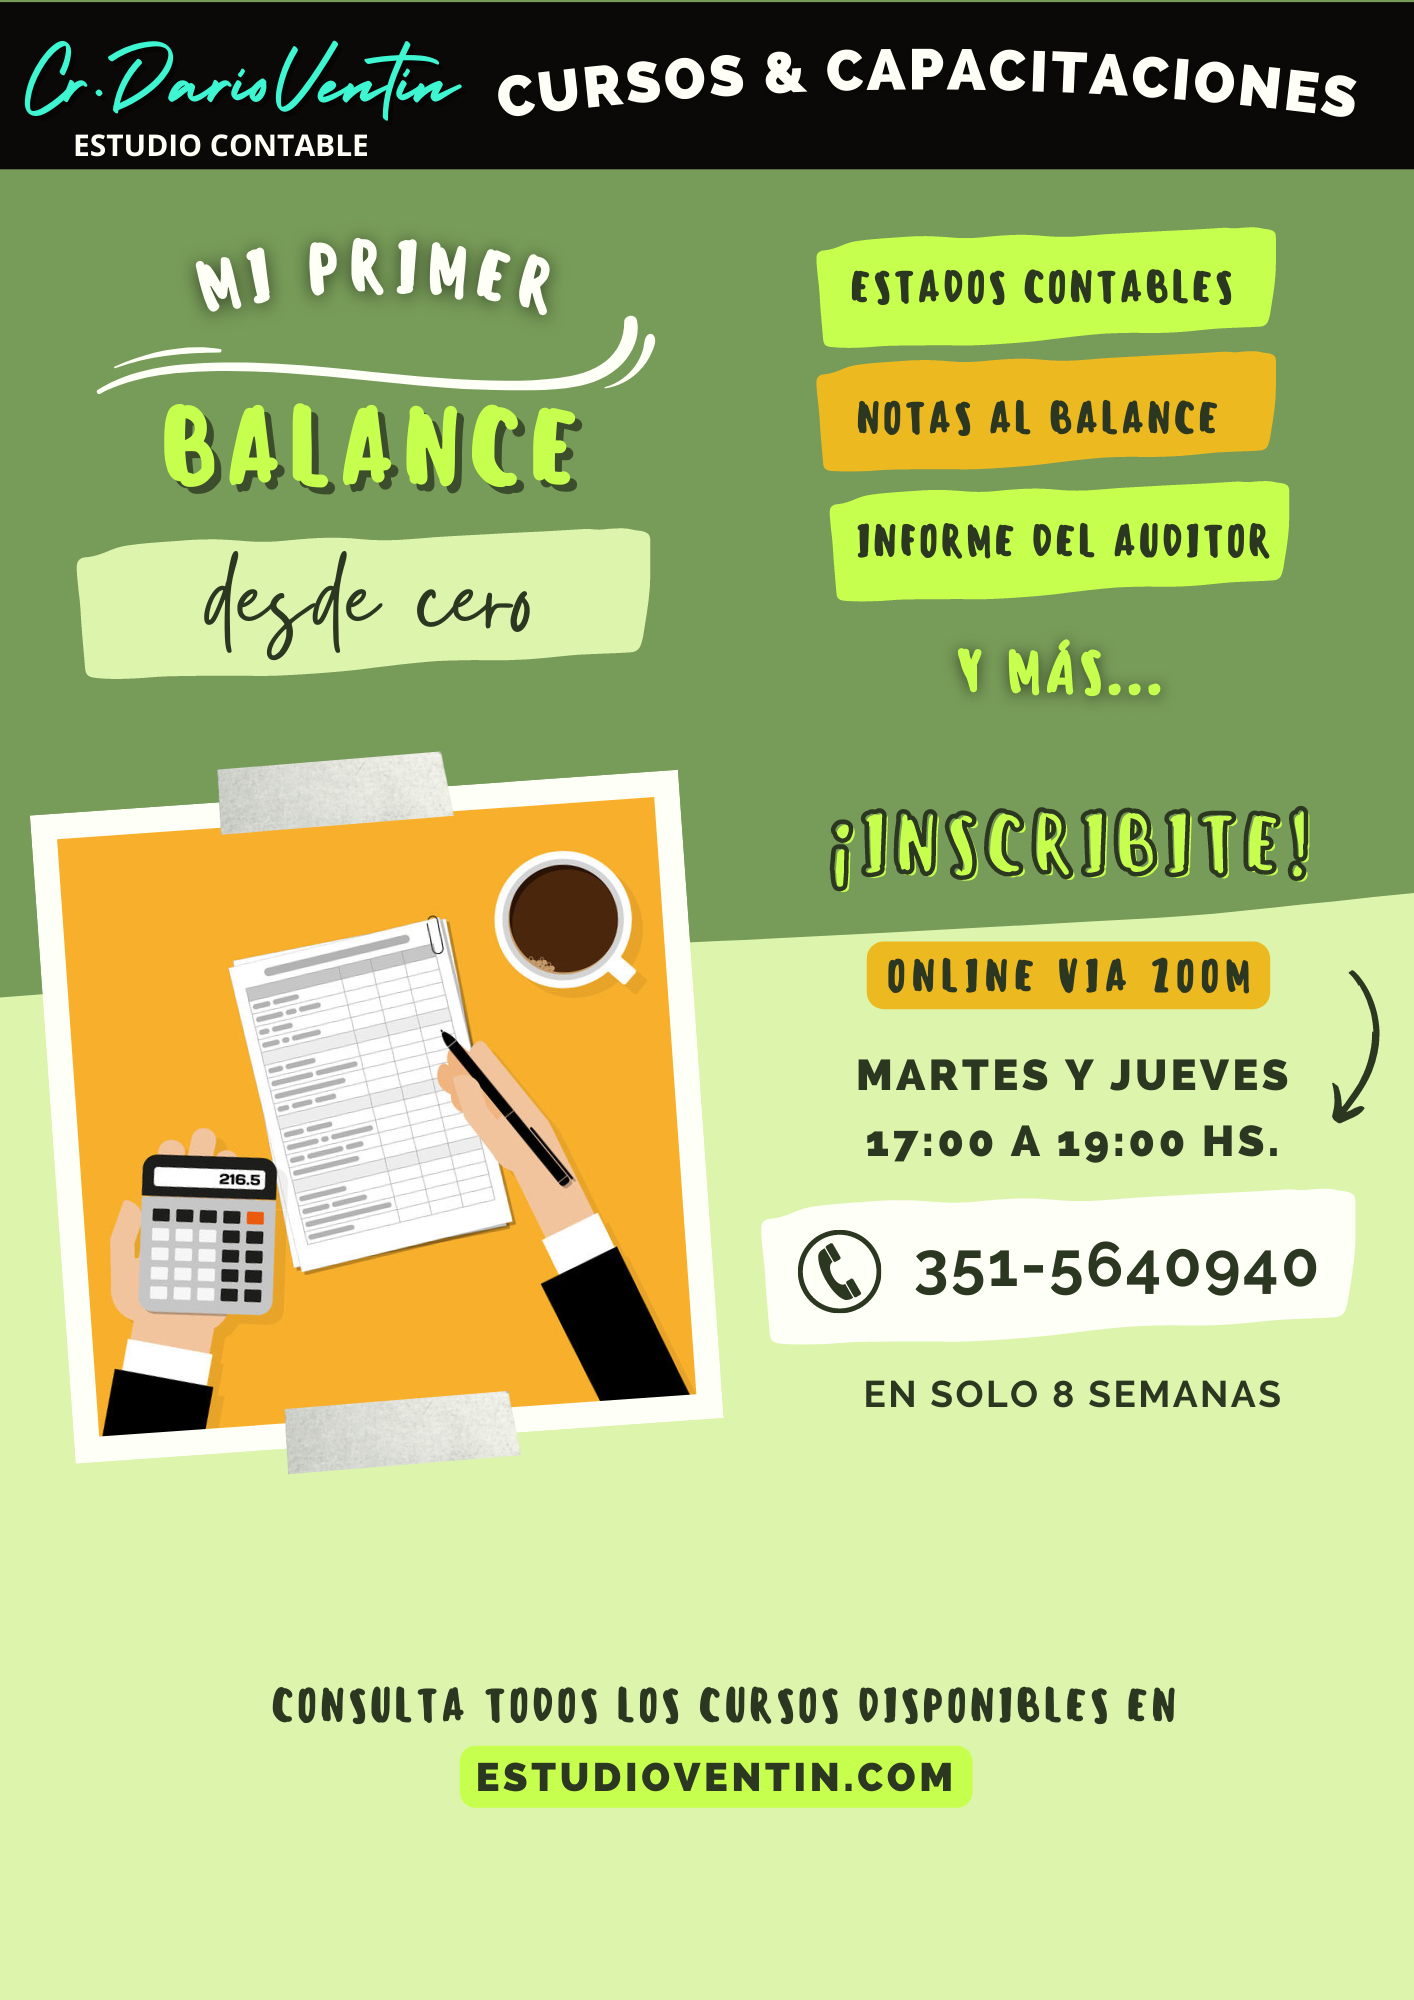 Cr. Dario Ventin
ESTUDIO CONTABLE
CURSOS & CAPACITACIONES
MI PRIMER
BALANCE
desde cero
ESTADOS CONTABLES
NOTAS AL BALANCE
INFORME DEL AUDITOR
Y MÁS...
216.5
¡INSCRIBITE!
ONLINE VIA ZOOM
MARTES Y JUEVES
17:00 A 19:00 HS.
351-5640940
EN SOLO 8 SEMANAS
CONSULTA TODOS LOS CURSOS DISPONIBLES EN
ESTUDIOVENTIN.COM